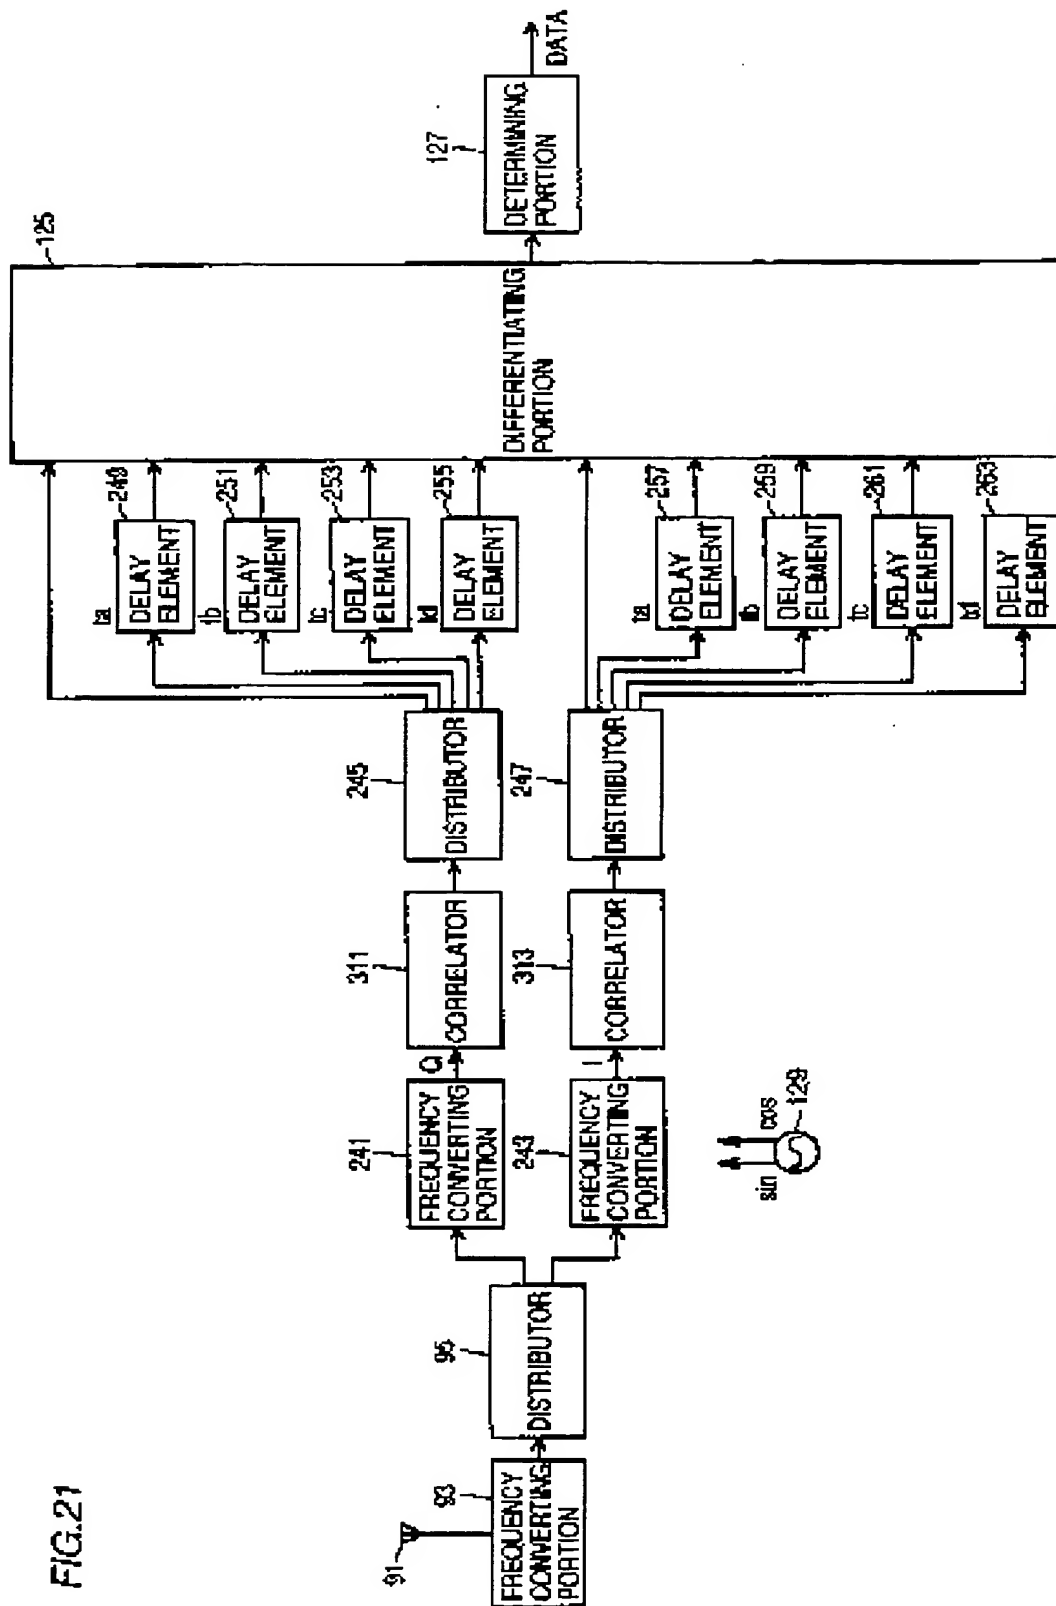 FIG.21
91
93
FREQUENCY
CONVERTING
PORTION
95
DISTRIBUTOR
241
FREQUENCY
CONVERTING
PORTION
Q
311
CORRELATOR
245
DISTRIBUTOR
243
FREQUENCY
CONVERTING
PORTION
I
313
CORRELATOR
247
DISTRIBUTOR
sin
cos
129
ta
249
DELAY
ELEMENT
tb
251
DELAY
ELEMENT
tc
253
DELAY
ELEMENT
td
255
DELAY
ELEMENT
ta
257
DELAY
ELEMENT
tb
259
DELAY
ELEMENT
tc
261
DELAY
ELEMENT
td
263
DELAY
ELEMENT
125
DIFFERENTIATING
PORTION
127
DETERMINING
PORTION
DATA